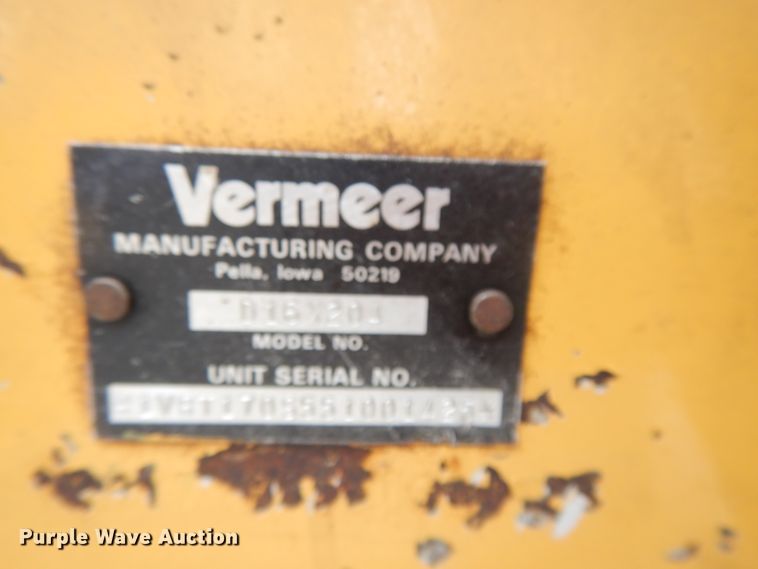 Vermeer
MANUFACTURING COMPANY
Pella, Iowa 50219
MODEL NO.
UNIT SERIAL NO.
Purple Wave Auction